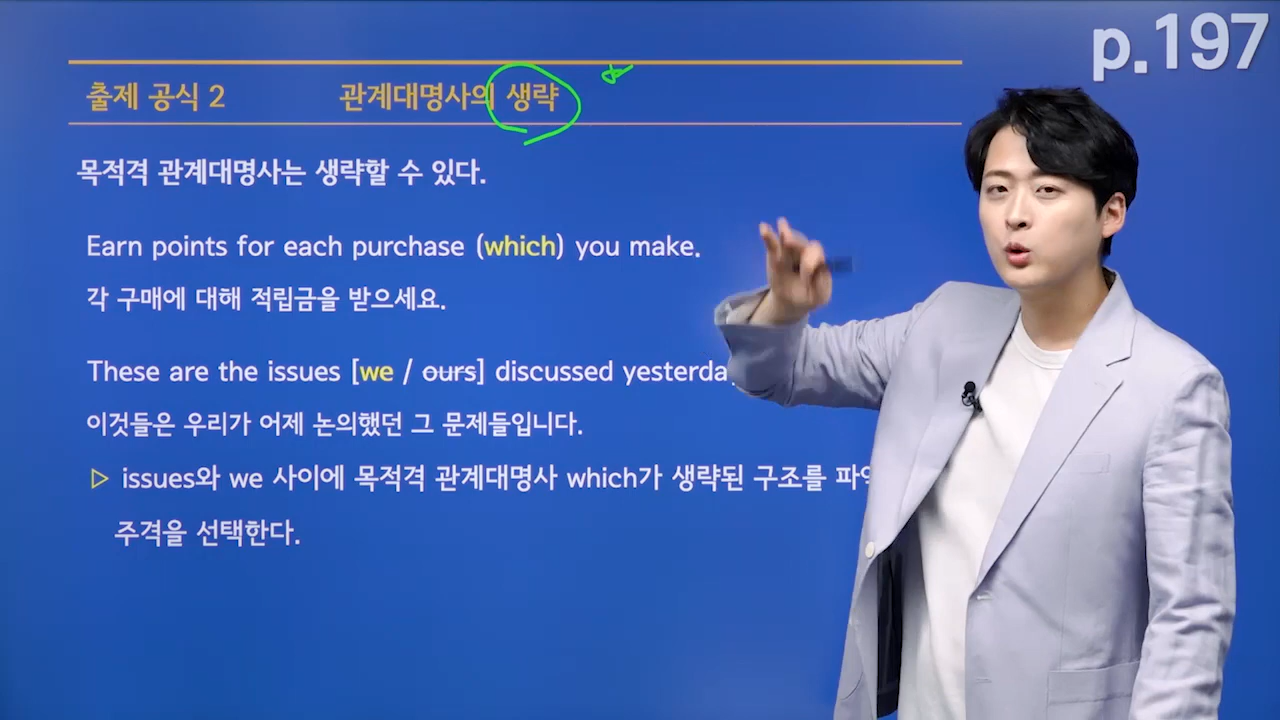 p.197
출제 공식 2 관계대명사의 생략
목적격 관계대명사는 생략할 수 있다.
Earn points for each purchase (which) you make.
각 구매에 대해 적립금을 받으세요.
These are the issues [we / ours] discussed yesterda
이것들은 우리가 어제 논의했던 그 문제들입니다.
▷ issues와 we 사이에 목적격 관계대명사 which가 생략된 구조를
주격을 선택한다.